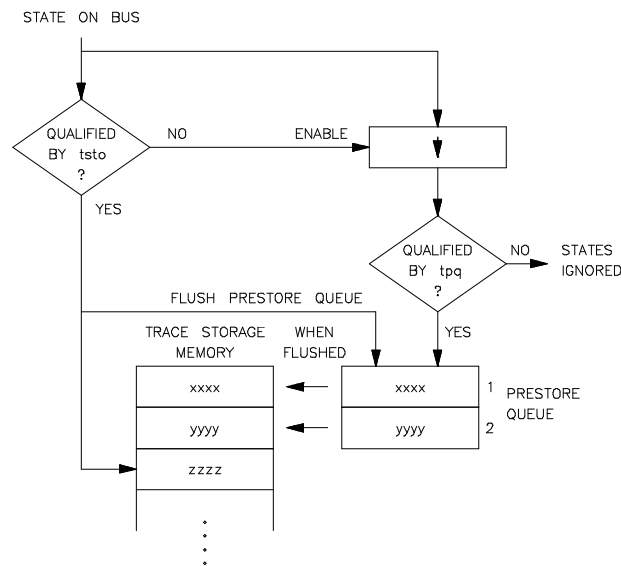 STATE ON BUS
QUALIFIED
BY tsto
?
NO
ENABLE
YES
QUALIFIED
BY tpq
?
NO
STATES
IGNORED
FLUSH PRESTORE QUEUE
YES
TRACE STORAGE
MEMORY
WHEN
FLUSHED
xxxx
xxxx
1
PRESTORE
QUEUE
yyyy
yyyy
2
zzzz